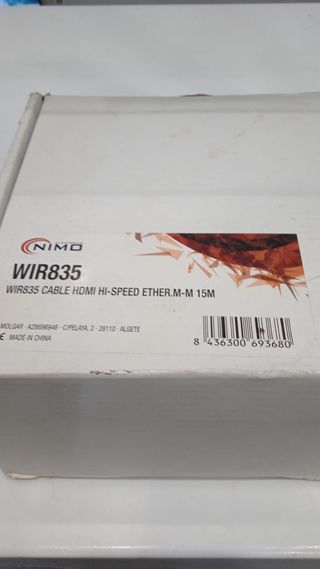 NIMO
WIR835
WIR835 CABLE HDMI HI-SPEED ETHER.M-M 15M
MOLGAR - A28696946 - C/PELAYA, 2 - 28110 - ALGETE
CE MADE IN CHINA
8 436300 693680